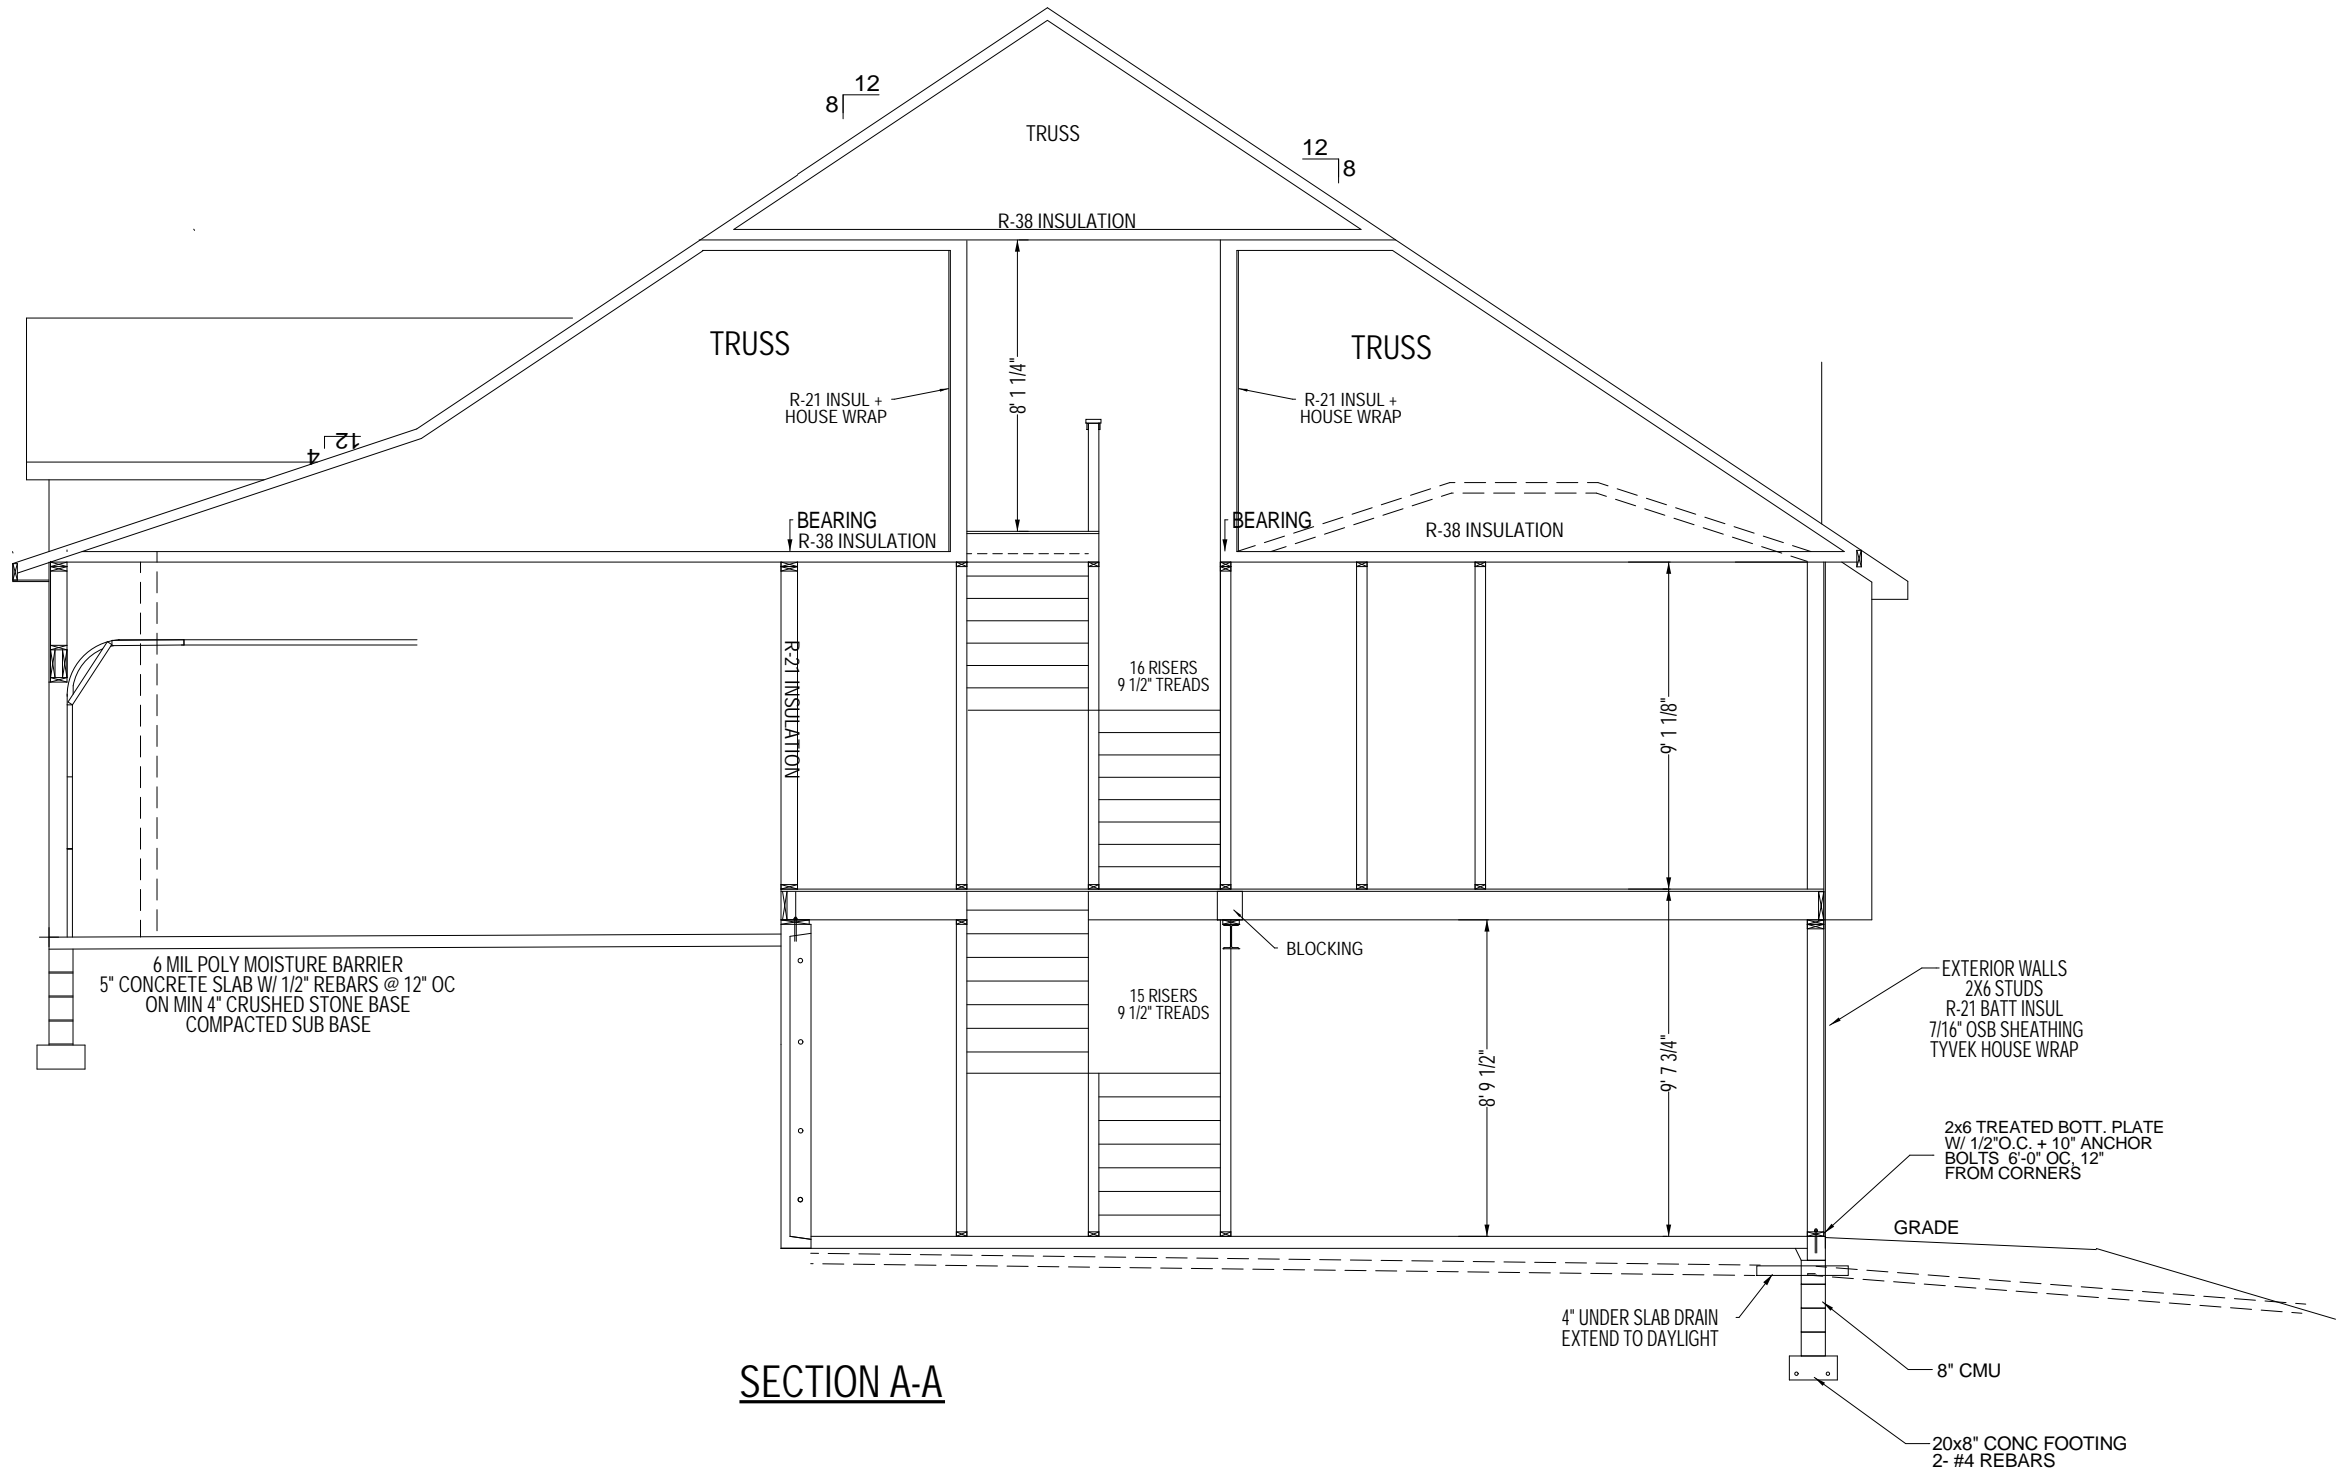 12
8
TRUSS
12
8
R-38 INSULATION
TRUSS
TRUSS
8' 1 1/4"
R-21 INSUL +
HOUSE WRAP
R-21 INSUL +
HOUSE WRAP
12
4
BEARING
R-38 INSULATION
BEARING
R-38 INSULATION
R-21 INSULATION
16 RISERS
9 1/2" TREADS
9' 1 1/8"
BLOCKING
6 MIL POLY MOISTURE BARRIER
5" CONCRETE SLAB W/ 1/2" REBARS @ 12" OC
ON MIN 4" CRUSHED STONE BASE
COMPACTED SUB BASE
15 RISERS
9 1/2" TREADS
8' 9 1/2"
9' 7 3/4"
EXTERIOR WALLS
2X6 STUDS
R-21 BATT INSUL
7/16" OSB SHEATHING
TYVEK HOUSE WRAP
2x6 TREATED BOTT. PLATE
W/ 1/2"O.C. + 10" ANCHOR
BOLTS 6'-0" OC, 12"
FROM CORNERS
GRADE
4" UNDER SLAB DRAIN
EXTEND TO DAYLIGHT
8" CMU
SECTION A-A
20x8" CONC FOOTING
2- #4 REBARS